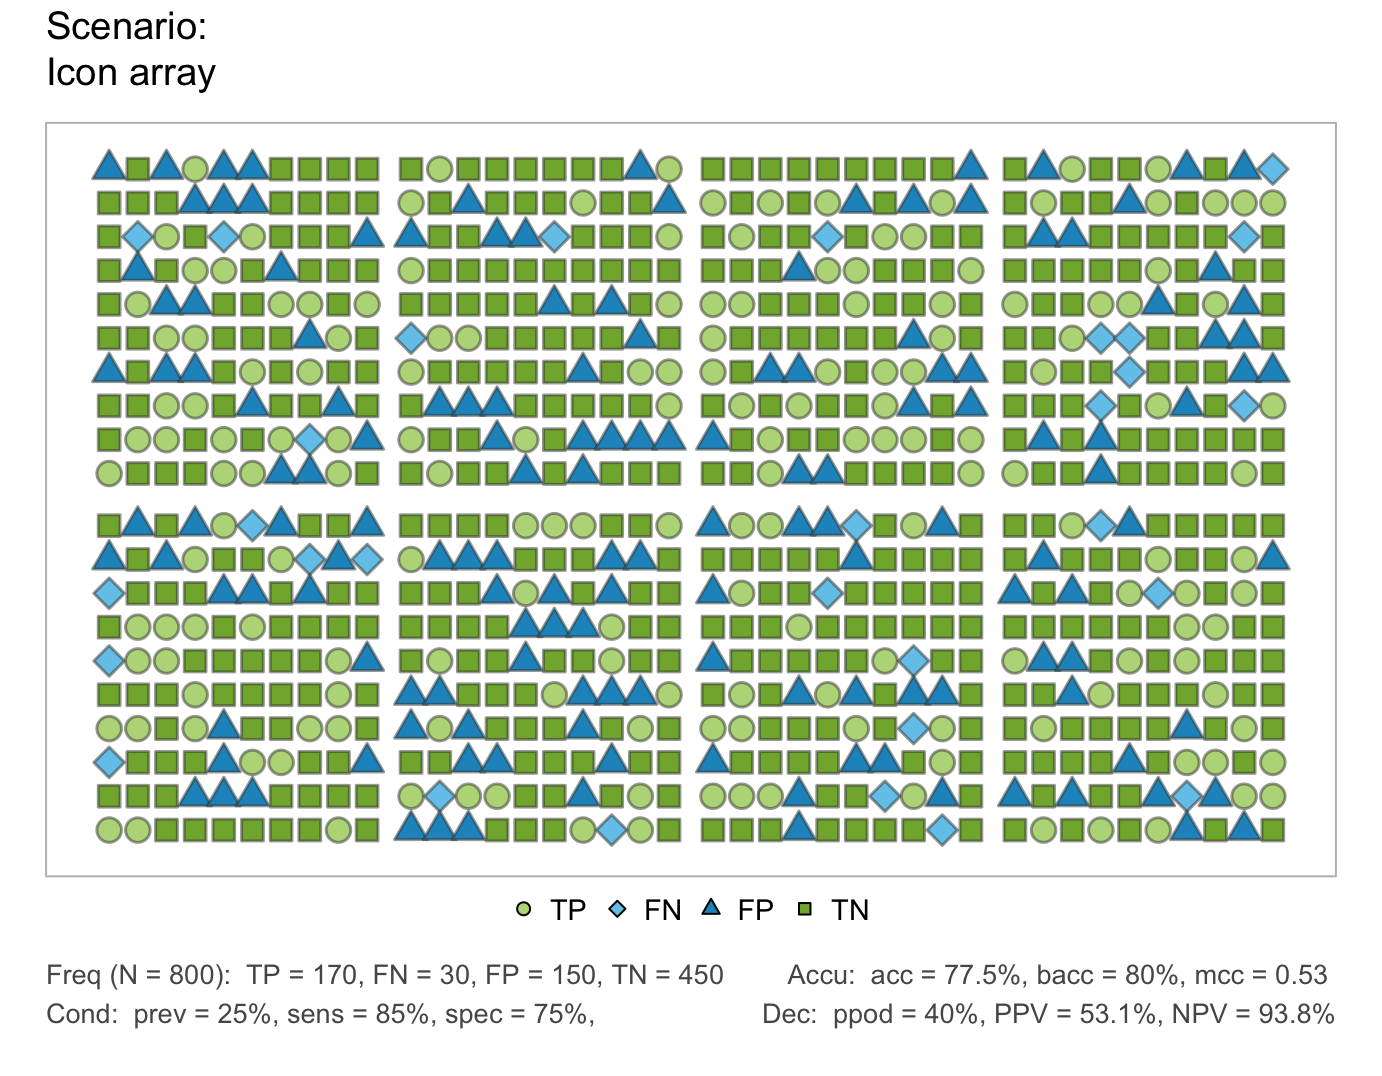 Scenario:
Icon array
TP FN FP TN
Freq (N = 800):  TP = 170, FN = 30, FP = 150, TN = 450
Accu:  acc = 77.5%, bacc = 80%, mcc = 0.53
Cond:  prev = 25%, sens = 85%, spec = 75%,
Dec:  ppod = 40%, PPV = 53.1%, NPV = 93.8%